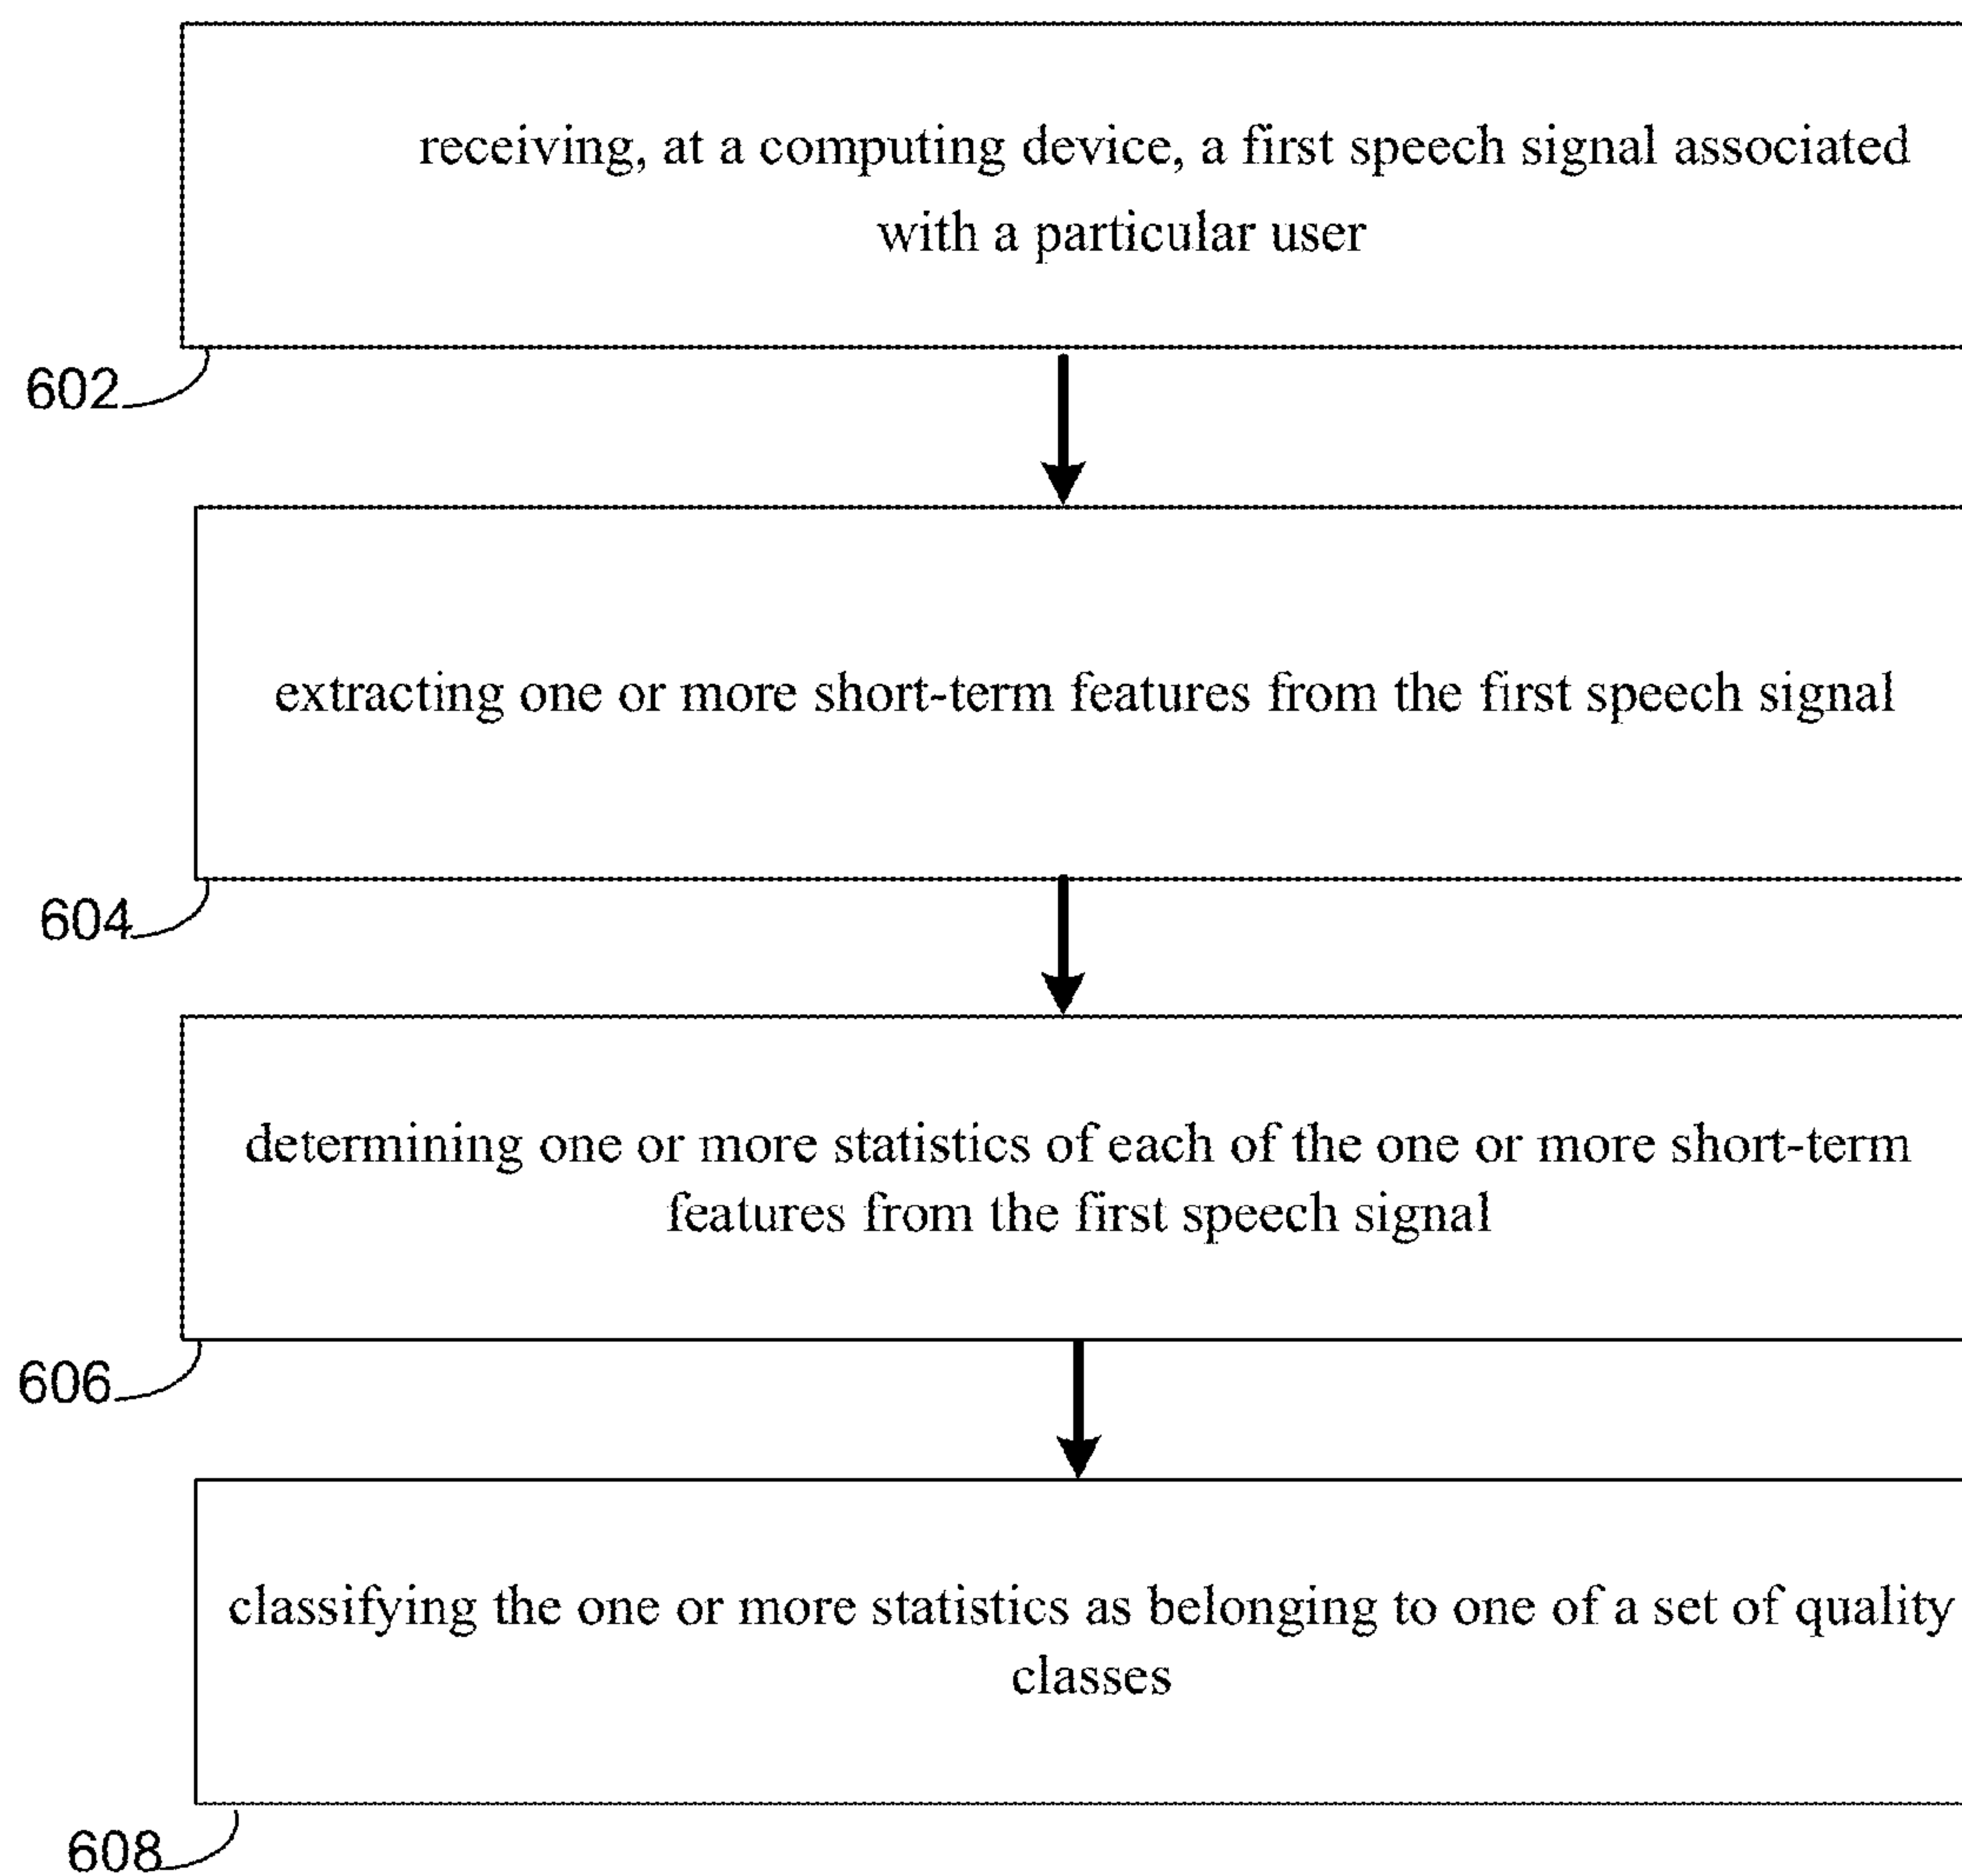 receiving, at a computing device, a first speech signal associated
with a particular user
602
extracting one or more short-term features from the first speech signal
604
determining one or more statistics of each of the one or more short-term
features from the first speech signal
606
classifying the one or more statistics as belonging to one of a set of quality
classes
608